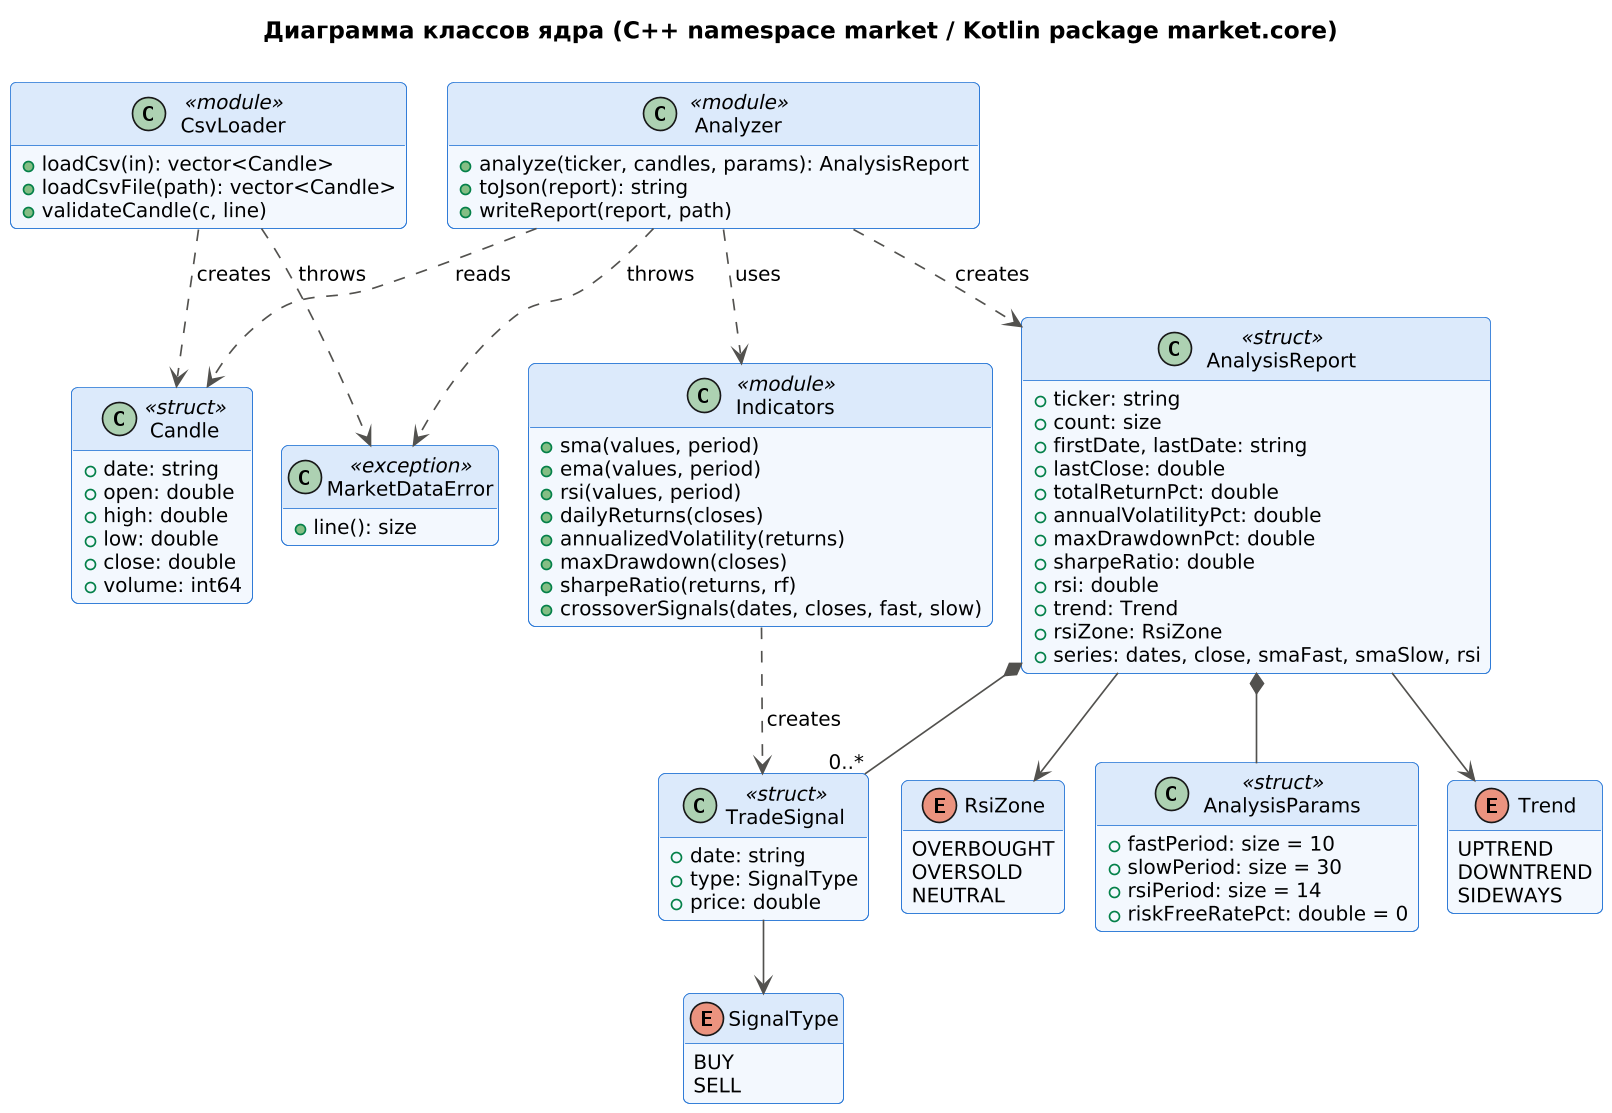 Диаграмма классов ядра (C++ namespace market / Kotlin package market.core)
C
«module»
CsvLoader
loadCsv(in): vector<Candle>
loadCsvFile(path): vector<Candle>
validateCandle(c, line)
C
«module»
Analyzer
analyze(ticker, candles, params): AnalysisReport
toJson(report): string
writeReport(report, path)
creates
throws
reads
throws
uses
creates
C
«struct»
Candle
date: string
open: double
high: double
low: double
close: double
volume: int64
C
«exception»
MarketDataError
line(): size
C
«module»
Indicators
sma(values, period)
ema(values, period)
rsi(values, period)
dailyReturns(closes)
annualizedVolatility(returns)
maxDrawdown(closes)
sharpeRatio(returns, rf)
crossoverSignals(dates, closes, fast, slow)
C
«struct»
AnalysisReport
ticker: string
count: size
firstDate, lastDate: string
lastClose: double
totalReturnPct: double
annualVolatilityPct: double
maxDrawdownPct: double
sharpeRatio: double
rsi: double
trend: Trend
rsiZone: RsiZone
series: dates, close, smaFast, smaSlow, rsi
creates
0..*
C
«struct»
TradeSignal
date: string
type: SignalType
price: double
E
RsiZone
OVERBOUGHT
OVERSOLD
NEUTRAL
C
«struct»
AnalysisParams
fastPeriod: size = 10
slowPeriod: size = 30
rsiPeriod: size = 14
riskFreeRatePct: double = 0
E
Trend
UPTREND
DOWNTREND
SIDEWAYS
E
SignalType
BUY
SELL